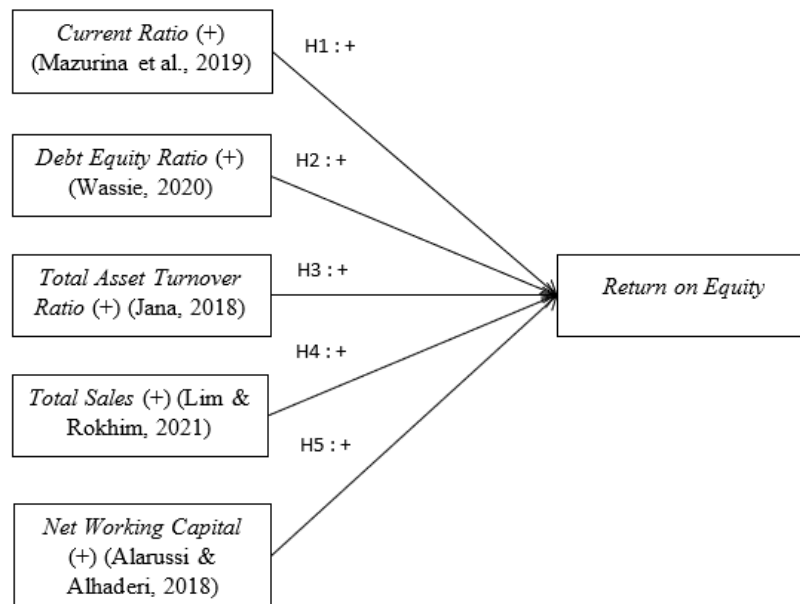 Current Ratio (+)
(Mazurina et al., 2019)
H1 : +
Debt Equity Ratio (+)
(Wassie, 2020)
H2 : +
Total Asset Turnover
Ratio (+) (Jana, 2018)
H3 : +
Return on Equity
Total Sales (+) (Lim &
Rokhim, 2021)
H4 : +
Net Working Capital
(+) (Alarussi &
Alhaderi, 2018)
H5 : +